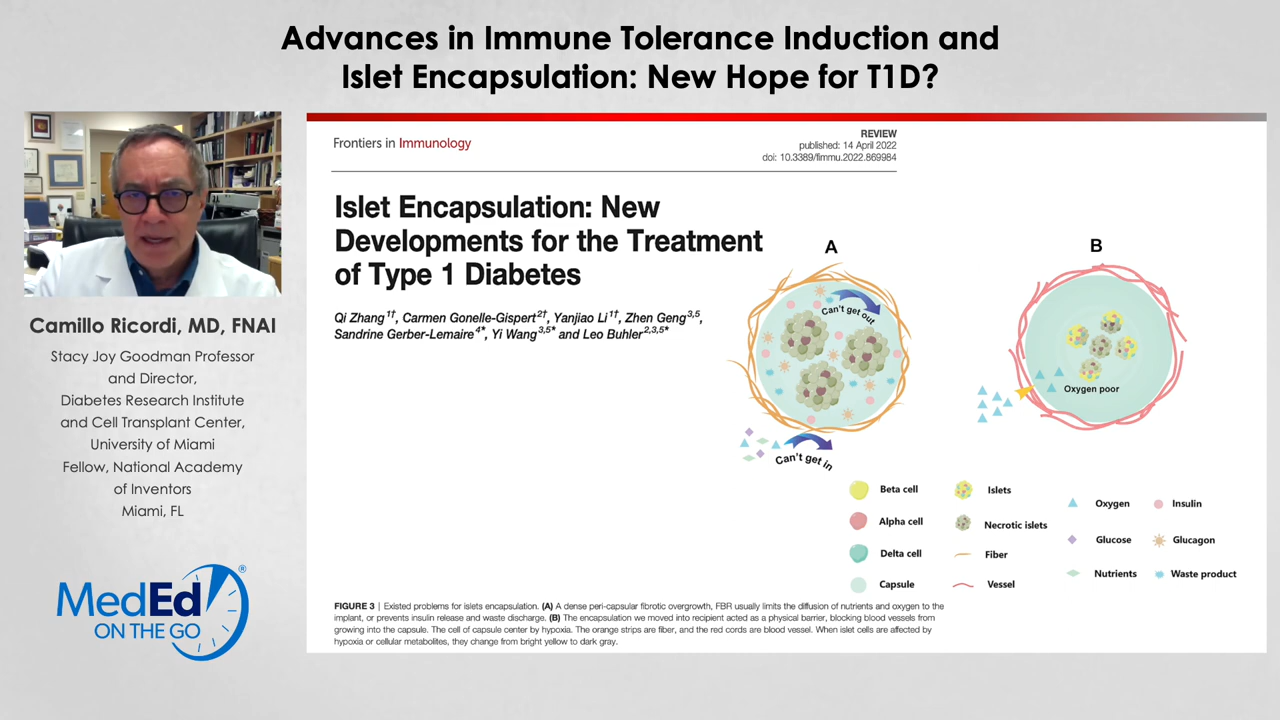 Advances in Immune Tolerance Induction and
Islet Encapsulation: New Hope for T1D?
Camillo Ricordi, MD, FNAI
Stacy Joy Goodman Professor
and Director,
Diabetes Research Institute
and Cell Transplant Center,
University of Miami
Fellow, National Academy
of Inventors
Miami, FL
MedEd®
ON THE GO
Frontiers in Immunology
REVIEW
published: 14 April 2022
doi: 10.3389/fimmu.2022.869984
Islet Encapsulation: New
Developments for the Treatment
of Type 1 Diabetes
Qi Zhang1†, Carmen Gonelle-Gispert2†, Yanjiao Li1†, Zhen Geng3,5,
Sandrine Gerber-Lemaire4*, Yi Wang3,5* and Leo Buhler2,3,5*
A
Can't get out
Can't get in
B
Oxygen poor
Beta cell
Alpha cell
Delta cell
Capsule
Islets
Necrotic islets
Fiber
Vessel
Oxygen
Glucose
Nutrients
Insulin
Glucagon
Waste product
FIGURE 3 | Existed problems for islets encapsulation. (A) A dense peri-capsular fibrotic overgrowth, FBR usually limits the diffusion of nutrients and oxygen to the
implant, or prevents insulin release and waste discharge. (B) The encapsulation we moved into recipient acted as a physical barrier, blocking blood vessels from
growing into the capsule. The cell of capsule center by hypoxia. The orange strips are fiber, and the red cords are blood vessel. When islet cells are affected by
hypoxia or cellular metabolites, they change from bright yellow to dark gray.